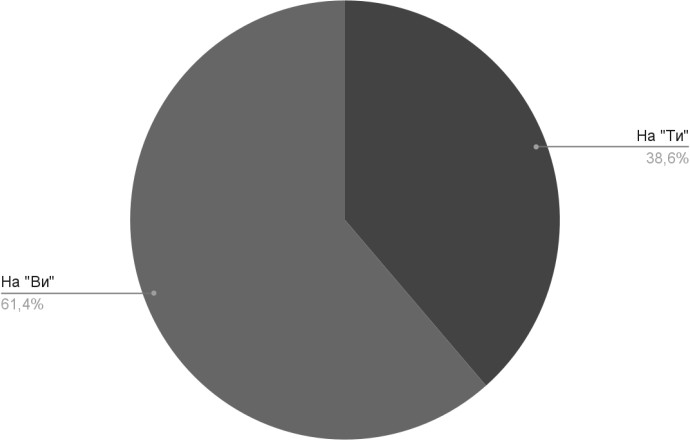 На "Ти"
38,6%
На "Ви"
61,4%